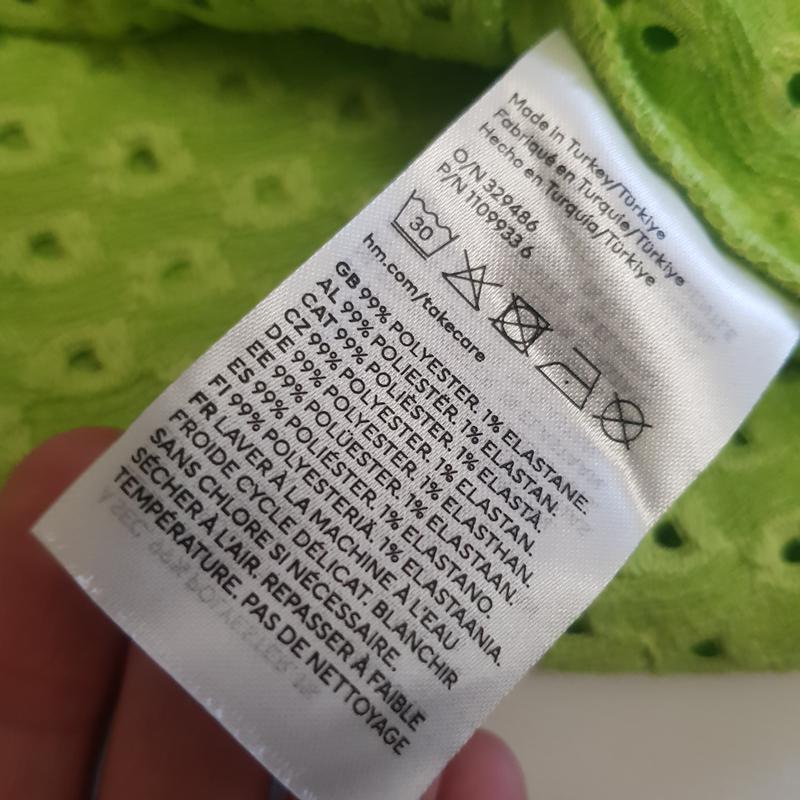 Made in Turkey/Türkiye
Fabriqué en Turquie/Türkiye
Hecho en Turquía/Türkiye
O/N 329486
P/N 1109933 6
30
hm.com/takecare
GB 99% POLYESTER. 1% ELASTANE.
AL 99% POLIESTËR. 1% ELASTAN.
CAT 99% POLIÈSTER. 1% ELASTÀ.
CZ 99% POLYESTER. 1% ELASTAN.
DE 99% POLYESTER. 1% ELASTHAN.
EE 99% POLÜESTER. 1% ELASTAAN.
ES 99% POLIÉSTER. 1% ELASTANO.
FI 99% POLYESTERIÄ. 1% ELASTAANIA.
FR LAVER À LA MACHINE À L'EAU
FROIDE CYCLE DÉLICAT. BLANCHIR
SANS CHLORE SI NÉCESSAIRE.
SÉCHER À L'AIR. REPASSER À FAIBLE
TEMPÉRATURE. PAS DE NETTOYAGE